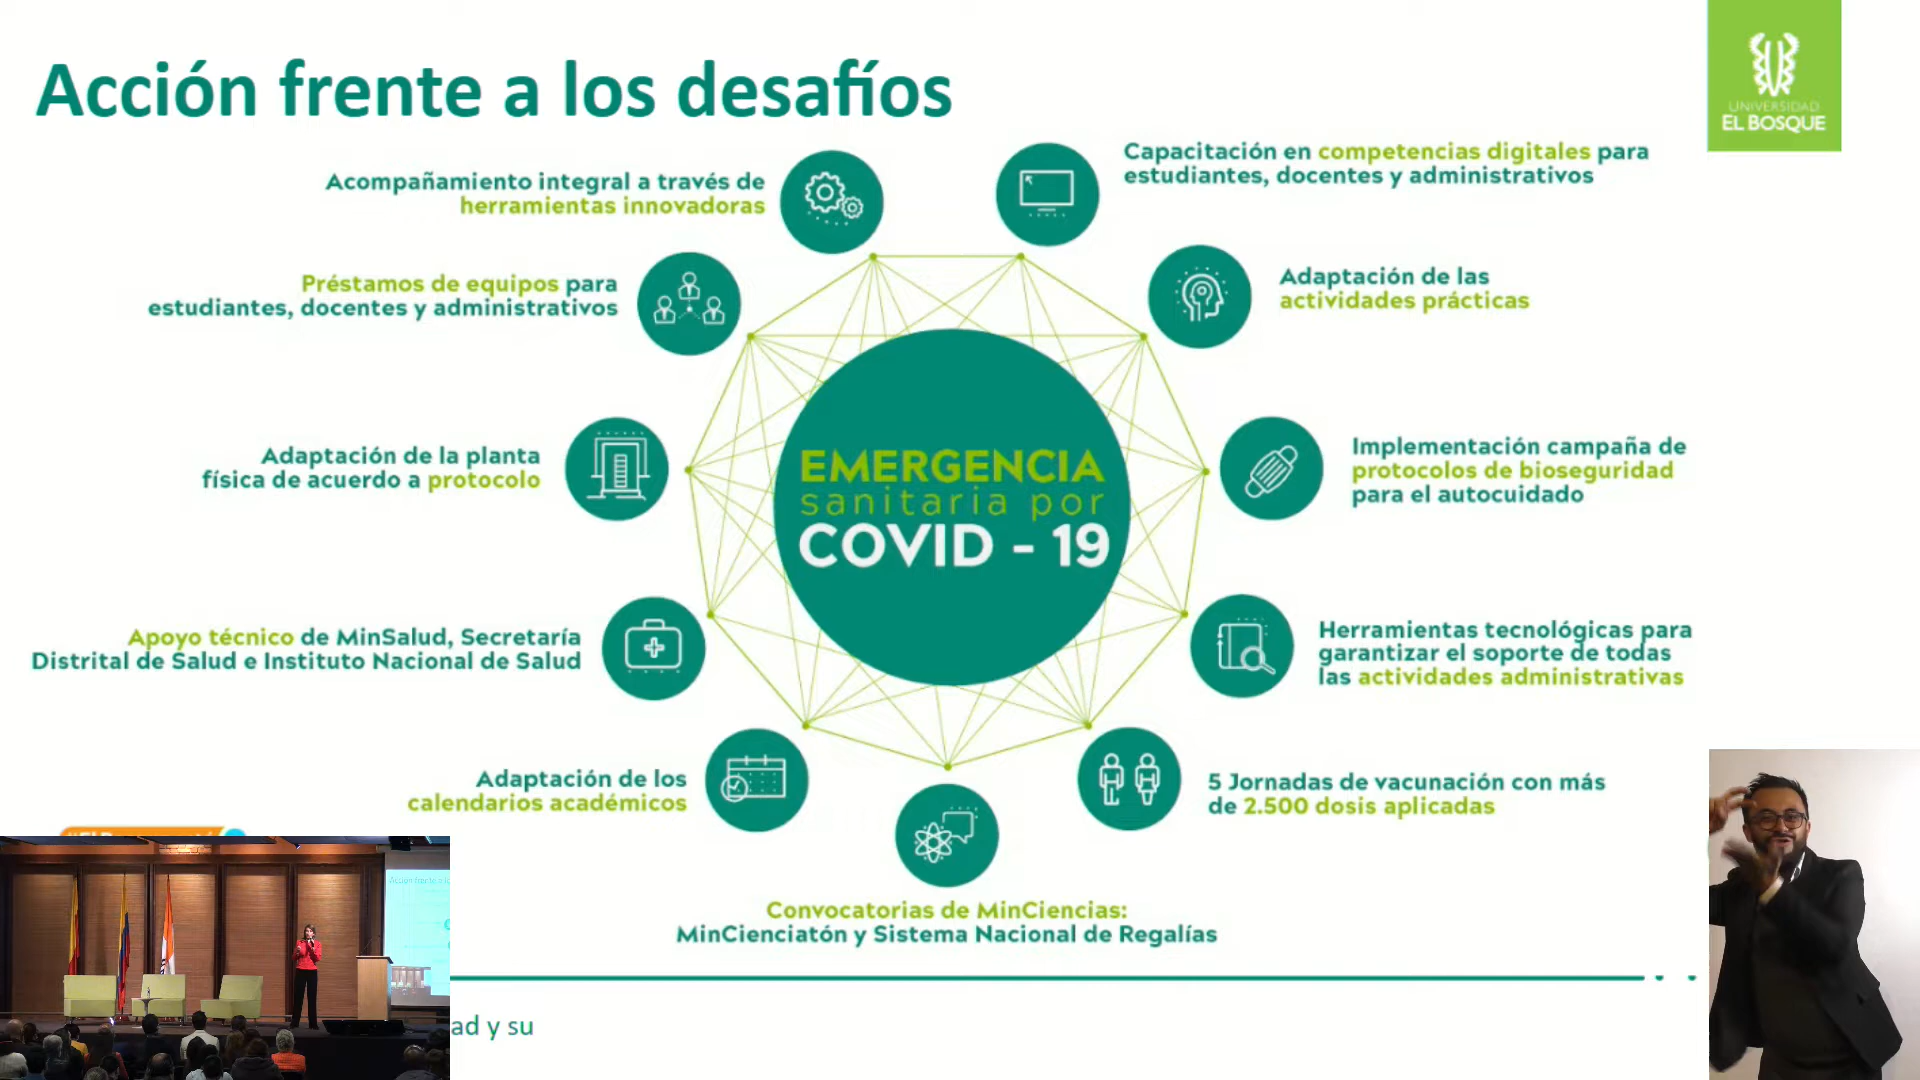 Acción frente a los desafíos
UNIVERSIDAD
EL BOSQUE
Acompañamiento integral a través de
herramientas innovadoras
Capacitación en competencias digitales para
estudiantes, docentes y administrativos
Préstamos de equipos para
estudiantes, docentes y administrativos
Adaptación de las
actividades prácticas
Adaptación de la planta
física de acuerdo a protocolo
EMERGENCIA
sanitaria por
COVID - 19
Implementación campaña de
protocolos de bioseguridad
para el autocuidado
Apoyo técnico de MinSalud, Secretaría
Distrital de Salud e Instituto Nacional de Salud
Herramientas tecnológicas para
garantizar el soporte de todas
las actividades administrativas
Adaptación de los
calendarios académicos
5 Jornadas de vacunación con más
de 2.500 dosis aplicadas
Convocatorias de MinCiencias:
MinCienciatón y Sistema Nacional de Regalías
ad y su